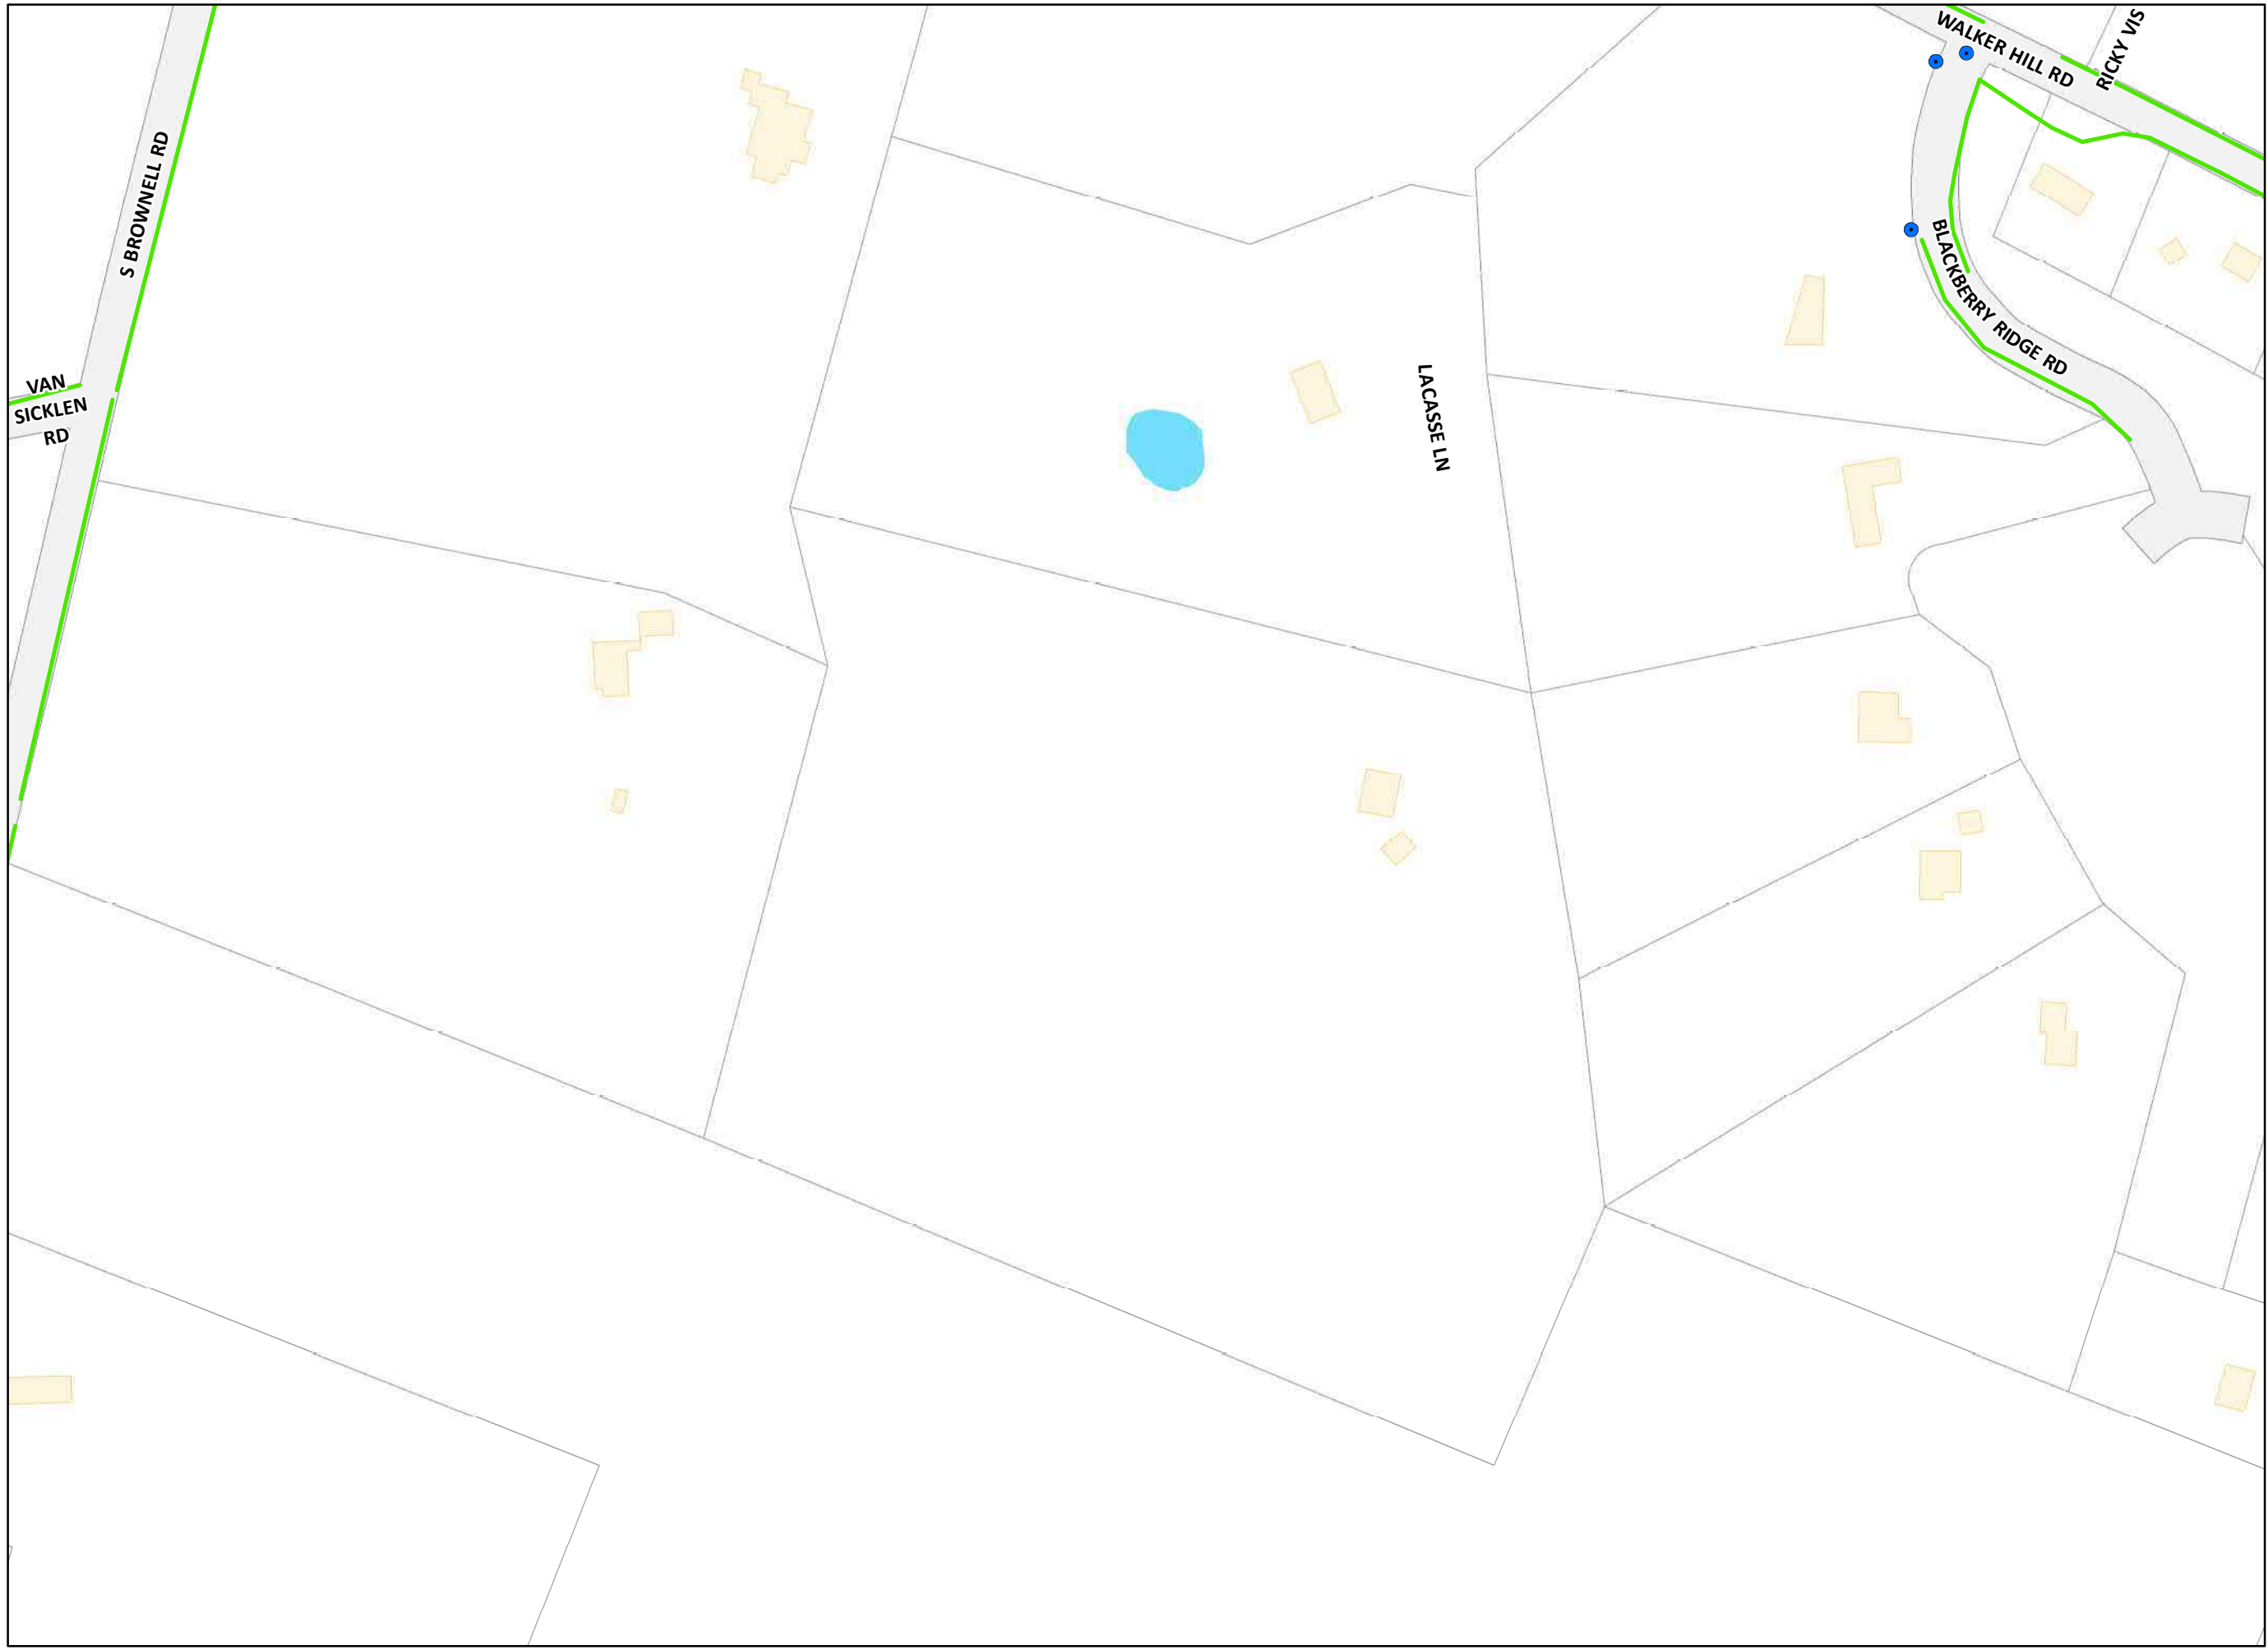 WALKER HILL RD
RICKY VIS
S BROWNELL RD
BLACKBERRY RIDGE RD
VAN
SICKLEN
RD
LACASSE LN